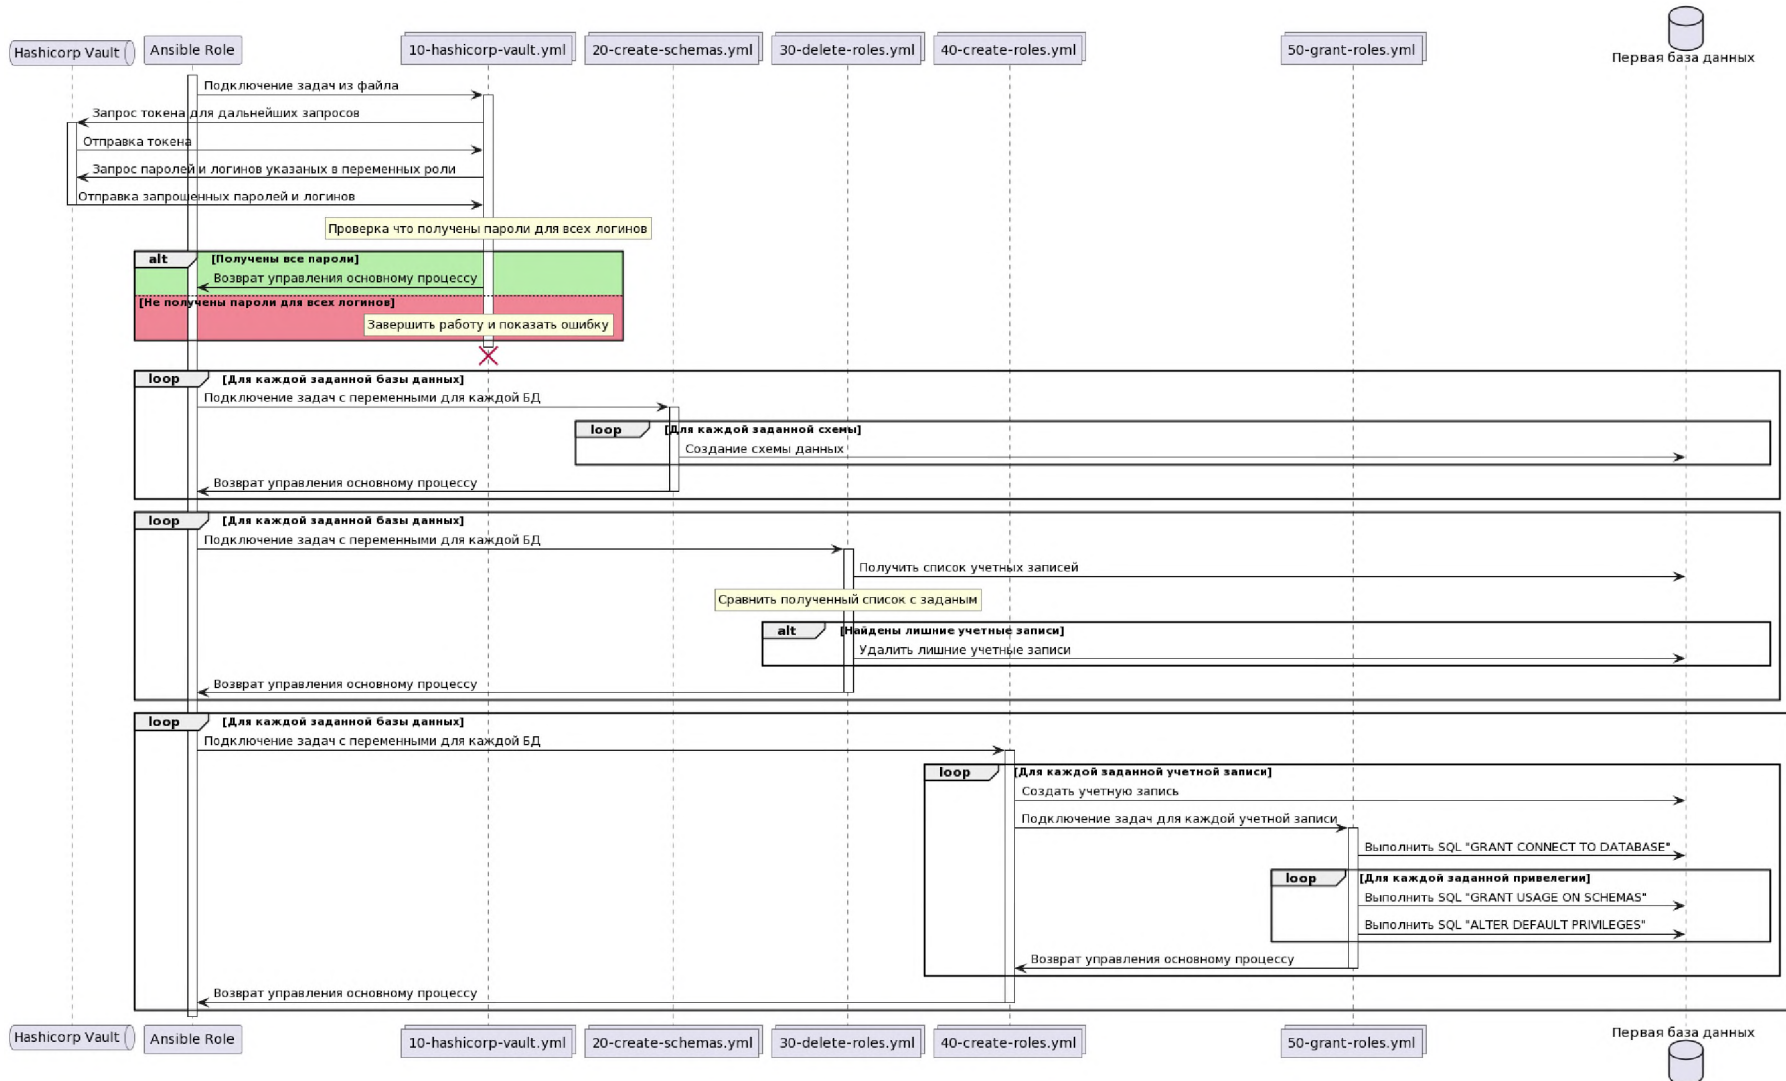 Hashicorp Vault
Ansible Role
10-hashicorp-vault.yml
20-create-schemas.yml
30-delete-roles.yml
40-create-roles.yml
50-grant-roles.yml
Первая база данных
Подключение задач из файла
Запрос токена для дальнейших запросов
Отправка токена
Запрос паролей и логинов указаных в переменных роли
Отправка запрошенных паролей и логинов
Проверка что получены пароли для всех логинов
alt [Получены все пароли]
Возврат управления основному процессу
[Не получены пароли для всех логинов]
Завершить работу и показать ошибку
loop [Для каждой заданной базы данных]
Подключение задач с переменными для каждой БД
loop [Для каждой заданной схемы]
Создание схемы данных
Возврат управления основному процессу
loop [Для каждой заданной базы данных]
Подключение задач с переменными для каждой БД
Получить список учетных записей
Сравнить полученный список с заданым
alt [Найдены лишние учетные записи]
Удалить лишние учетные записи
Возврат управления основному процессу
loop [Для каждой заданной базы данных]
Подключение задач с переменными для каждой БД
loop [Для каждой заданной учетной записи]
Создать учетную запись
Подключение задач для каждой учетной записи
Выполнить SQL "GRANT CONNECT TO DATABASE"
loop [Для каждой заданной привелегии]
Выполнить SQL "GRANT USAGE ON SCHEMAS"
Выполнить SQL "ALTER DEFAULT PRIVILEGES"
Возврат управления основному процессу
Возврат управления основному процессу
Hashicorp Vault
Ansible Role
10-hashicorp-vault.yml
20-create-schemas.yml
30-delete-roles.yml
40-create-roles.yml
50-grant-roles.yml
Первая база данных